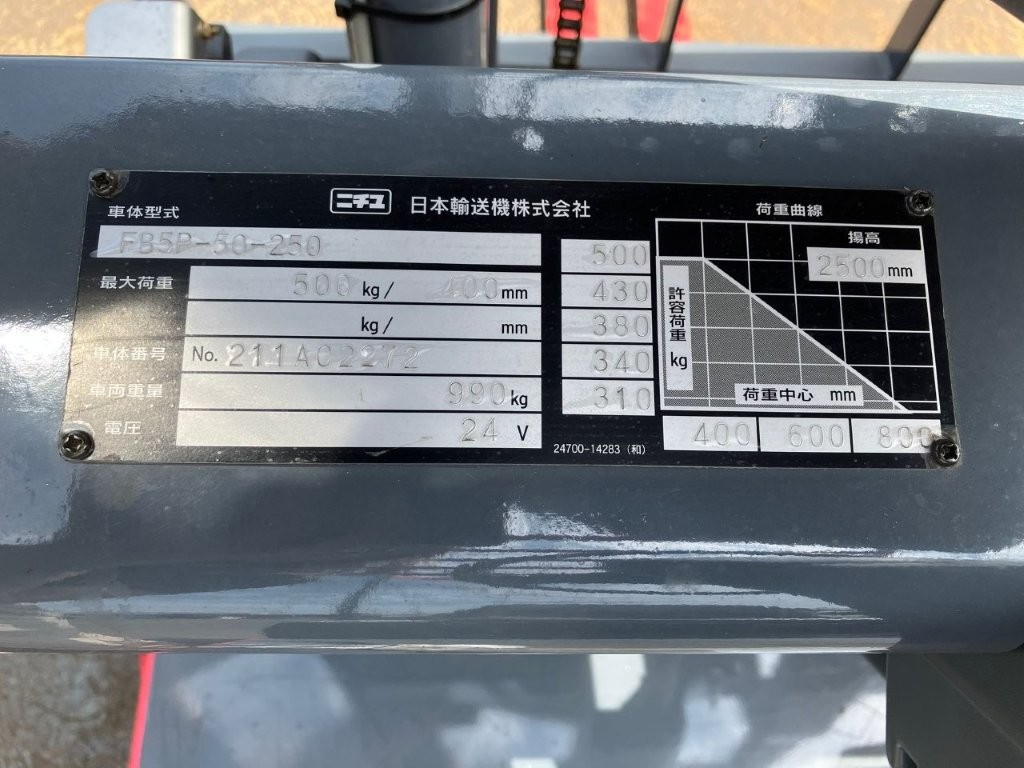 ニチユ 日本輸送機株式会社
車体型式
FB5P-50-250
最大荷重 500 kg/ 400 mm
kg/ mm
車体番号 No. 211AC2272
車両重量 990 kg
電圧 24 V
500
430
380
340
310
24700-14283 (和)
荷重曲線
揚高
2500 mm
許容荷重 kg
荷重中心 mm
400 600 800